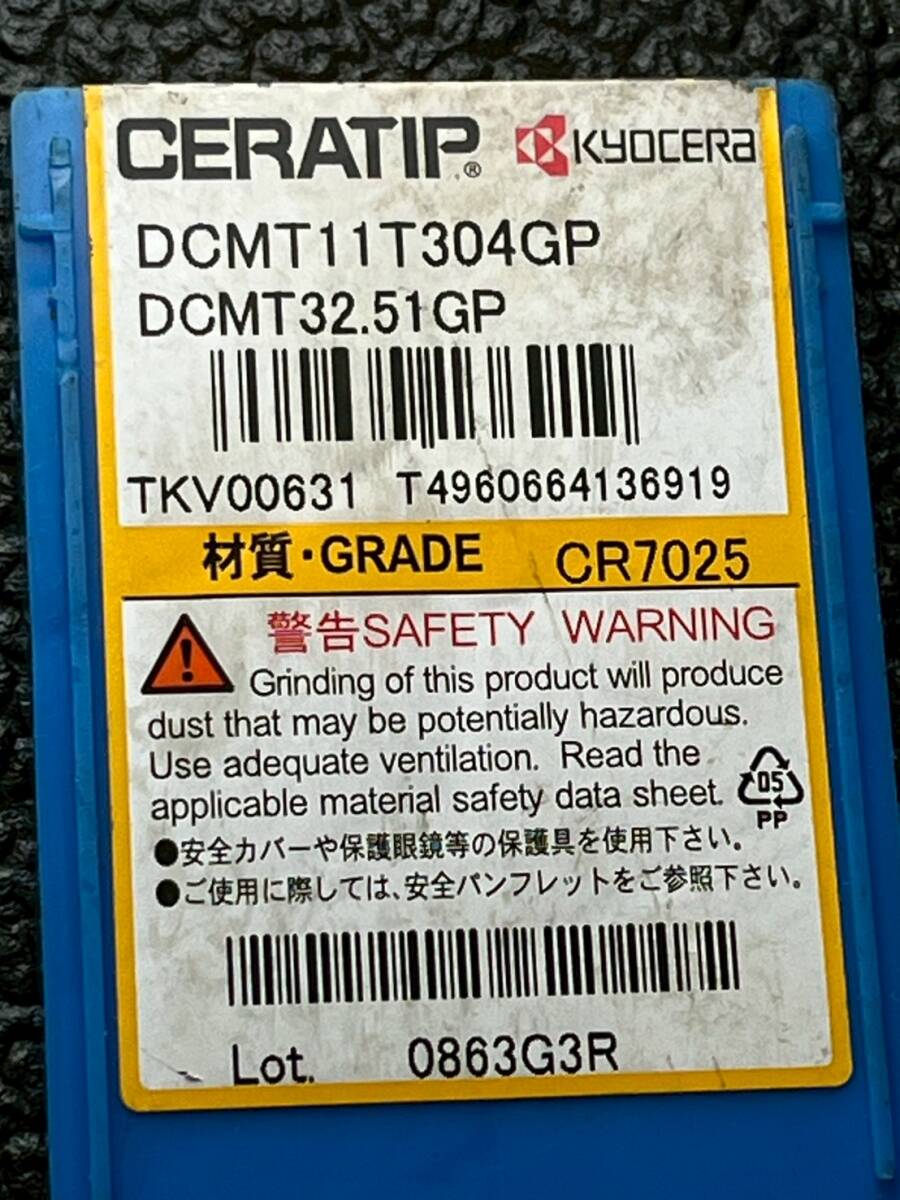 CERATIP® KYOCERA
DCMT11T304GP
DCMT32.51GP
TKV00631 T4960664136919
材質・GRADE CR7025
警告SAFETY WARNING
Grinding of this product will produce
dust that may be potentially hazardous.
Use adequate ventilation. Read the
applicable material safety data sheet.
05
PP
●安全カバーや保護眼鏡等の保護具を使用下さい。
●ご使用に際しては、安全パンフレットをご参照下さい。
Lot. 0863G3R